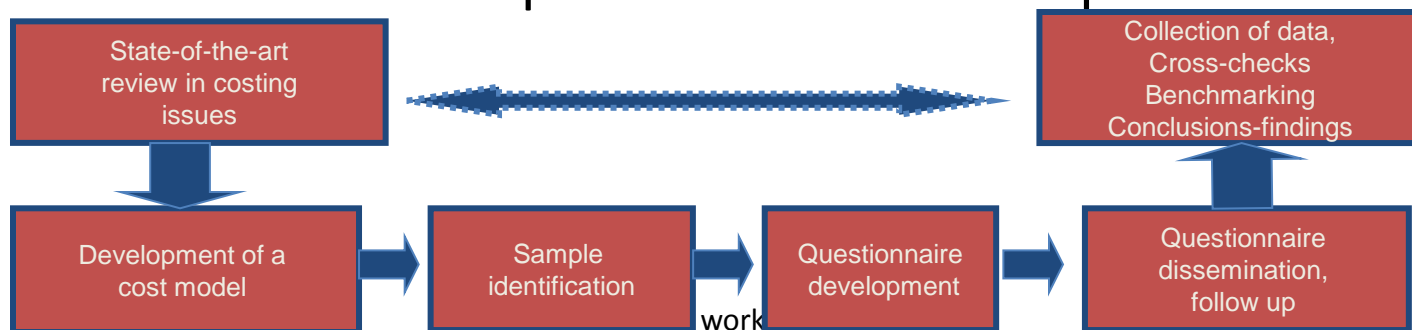 State-of-the-art
review in costing
issues
Collection of data,
Cross-checks
Benchmarking
Conclusions-findings
Development of a
cost model
Sample
identification
Questionnaire
development
Questionnaire
dissemination,
follow up
work